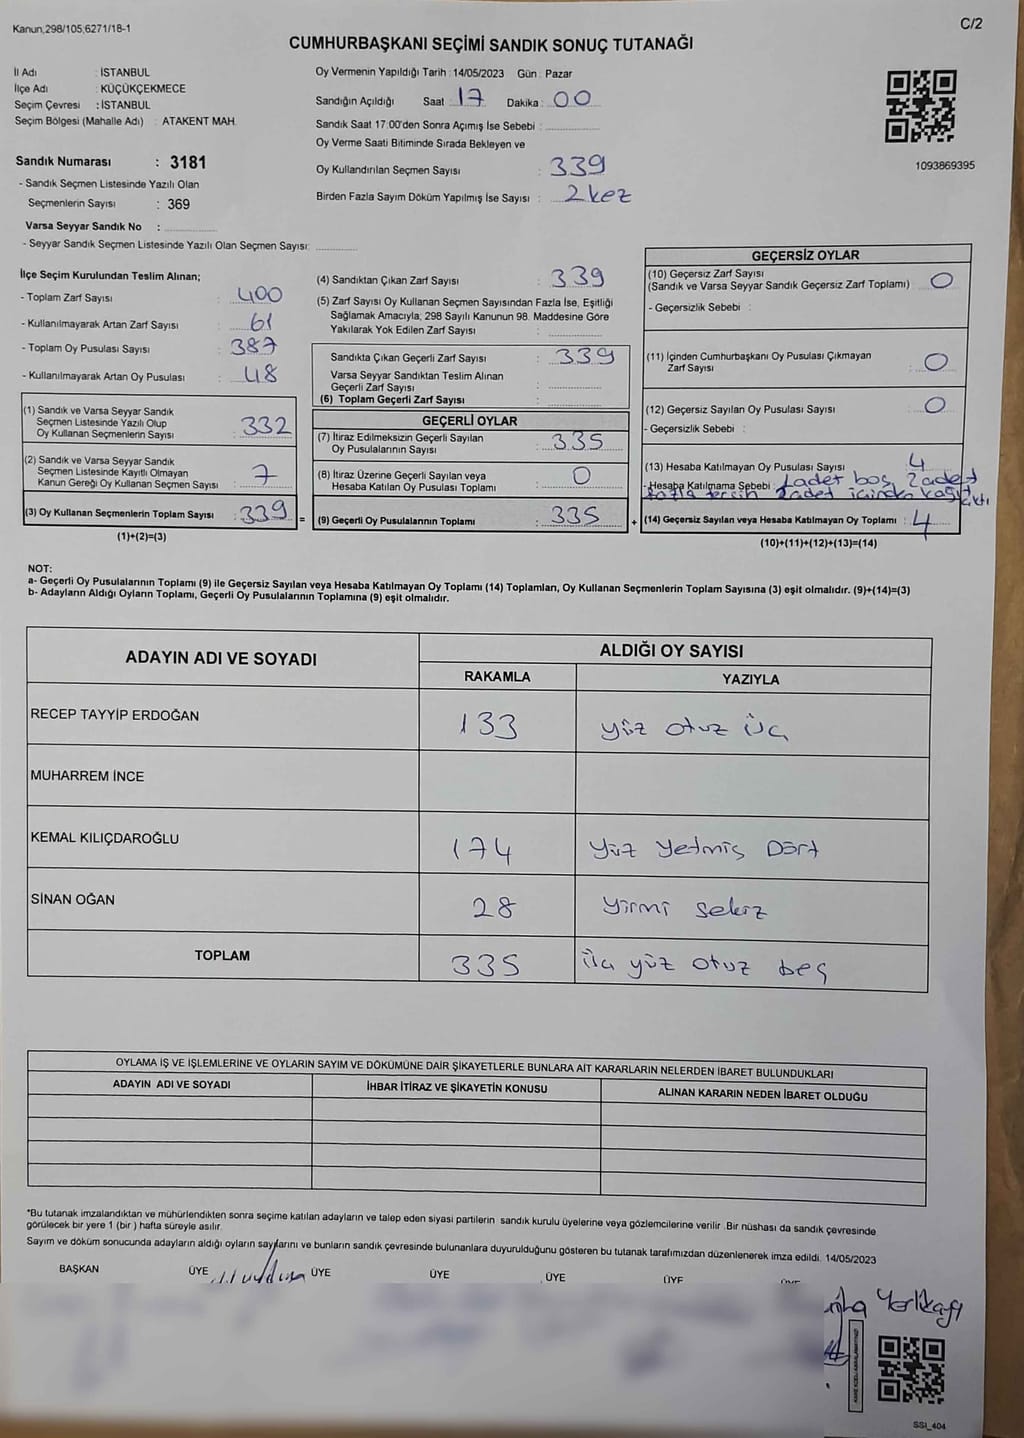 Kanun,298/105,6271/18-1
C/2
CUMHURBAŞKANI SEÇİMİ SANDIK SONUÇ TUTANAĞI
İl Adı : İSTANBUL
İlçe Adı : KÜÇÜKÇEKMECE
Seçim Çevresi : İSTANBUL
Seçim Bölgesi (Mahalle Adı) : ATAKENT MAH.
Sandık Numarası : 3181
- Sandık Seçmen Listesinde Yazılı Olan
Seçmenlerin Sayısı : 369
Varsa Seyyar Sandık No :
- Seyyar Sandık Seçmen Listesinde Yazılı Olan Seçmen Sayısı:
Oy Vermenin Yapıldığı Tarih : 14/05/2023 Gün : Pazar
Sandığın Açıldığı Saat : 17 Dakika : 00
Sandık Saat 17:00'den Sonra Açımış İse Sebebi :
Oy Verme Saati Bitiminde Sırada Bekleyen ve
Oy Kullandırılan Seçmen Sayısı : 339
Birden Fazla Sayım Döküm Yapılmış İse Sayısı : 2 kez
1093869395
İlçe Seçim Kurulundan Teslim Alınan;
- Toplam Zarf Sayısı : 400
- Kullanılmayarak Artan Zarf Sayısı : 61
- Toplam Oy Pusulası Sayısı : 387
- Kullanılmayarak Artan Oy Pusulası : 48
(1) Sandık ve Varsa Seyyar Sandık
Seçmen Listesinde Yazılı Olup
Oy Kullanan Seçmenlerin Sayısı : 332
(2) Sandık ve Varsa Seyyar Sandık
Seçmen Listesinde Kayıtlı Olmayan
Kanun Gereği Oy Kullanan Seçmen Sayısı : 7
(3) Oy Kullanan Seçmenlerin Toplam Sayısı : 339 =
(1)+(2)=(3)
(4) Sandıktan Çıkan Zarf Sayısı : 339
(5) Zarf Sayısı Oy Kullanan Seçmen Sayısından Fazla İse, Eşitliği
Sağlamak Amacıyla; 298 Sayılı Kanunun 98. Maddesine Göre
Yakılarak Yok Edilen Zarf Sayısı :
Sandıkta Çıkan Geçerli Zarf Sayısı : 339
Varsa Seyyar Sandıktan Teslim Alınan
Geçerli Zarf Sayısı :
(6) Toplam Geçerli Zarf Sayısı :
GEÇERLİ OYLAR
(7) İtiraz Edilmeksizin Geçerli Sayılan
Oy Pusulasının Sayısı : 335
(8) İtiraz Üzerine Geçerli Sayılan veya
Hesaba Katılan Oy Pusulası Toplamı : 0
(9) Geçerli Oy Pusulalarının Toplamı : 335 +
GEÇERSİZ OYLAR
(10) Geçersiz Zarf Sayısı
(Sandık ve Varsa Seyyar Sandık Geçersiz Zarf Toplamı) : 0
- Geçersizlik Sebebi :
(11) İçinden Cumhurbaşkanı Oy Pusulası Çıkmayan
Zarf Sayısı : 0
(12) Geçersiz Sayılan Oy Pusulası Sayısı : 0
- Geçersizlik Sebebi :
(13) Hesaba Katılmayan Oy Pusulası Sayısı : 4
- Hesaba Katılmama Sebebi : 1 adet boş 2 adet
fazla tercih 2 adet içinden kağıt çıktı
(14) Geçersiz Sayılan veya Hesaba Katılmayan Oy Toplamı : 4
(10)+(11)+(12)+(13)=(14)
NOT:
a- Geçerli Oy Pusulalarının Toplamı (9) ile Geçersiz Sayılan veya Hesaba Katılmayan Oy Toplamı (14) Toplamları, Oy Kullanan Seçmenlerin Toplam Sayısına (3) eşit olmalıdır. (9)+(14)=(3)
b- Adayların Aldığı Oyların Toplamı, Geçerli Oy Pusulalarının Toplamına (9) eşit olmalıdır.
ADAYIN ADI VE SOYADI
ALDIĞI OY SAYISI
RAKAMLA YAZIYLA
RECEP TAYYİP ERDOĞAN 133 yüz otuz üç
MUHARREM İNCE
KEMAL KILIÇDAROĞLU 174 yüz yetmiş Dört
SİNAN OĞAN 28 yirmi sekiz
TOPLAM 335 üç yüz otuz beş
OYLAMA İŞ VE İŞLEMLERİNE VE OYLARIN SAYIM VE DÖKÜMÜNE DAİR ŞİKAYETLERLE BUNLARA AİT KARARLARIN NELERDEN İBARET BULUNDUKLARI
ADAYIN ADI VE SOYADI İHBAR İTİRAZ VE ŞİKAYETİN KONUSU ALINAN KARARIN NEDEN İBARET OLDUĞU
*Bu tutanak imzalandıktan ve mühürlendikten sonra seçime katılan adayların ve talep eden siyasi partilerin sandık kurulu üyelerine veya gözlemcilerine verilir .Bir nüshası da sandık çevresinde
görülecek bir yere 1 (bir ) hafta süreyle asılır.
Sayım ve döküm sonucunda adayların aldığı oyların sayılarını ve bunların sandık çevresinde bulunanlara duyurulduğunu gösteren bu tutanak tarafımızdan düzenlenerek imza edildi. 14/05/2023
BAŞKAN ÜYE ÜYE ÜYE ÜYE ÜYE
SSI_404